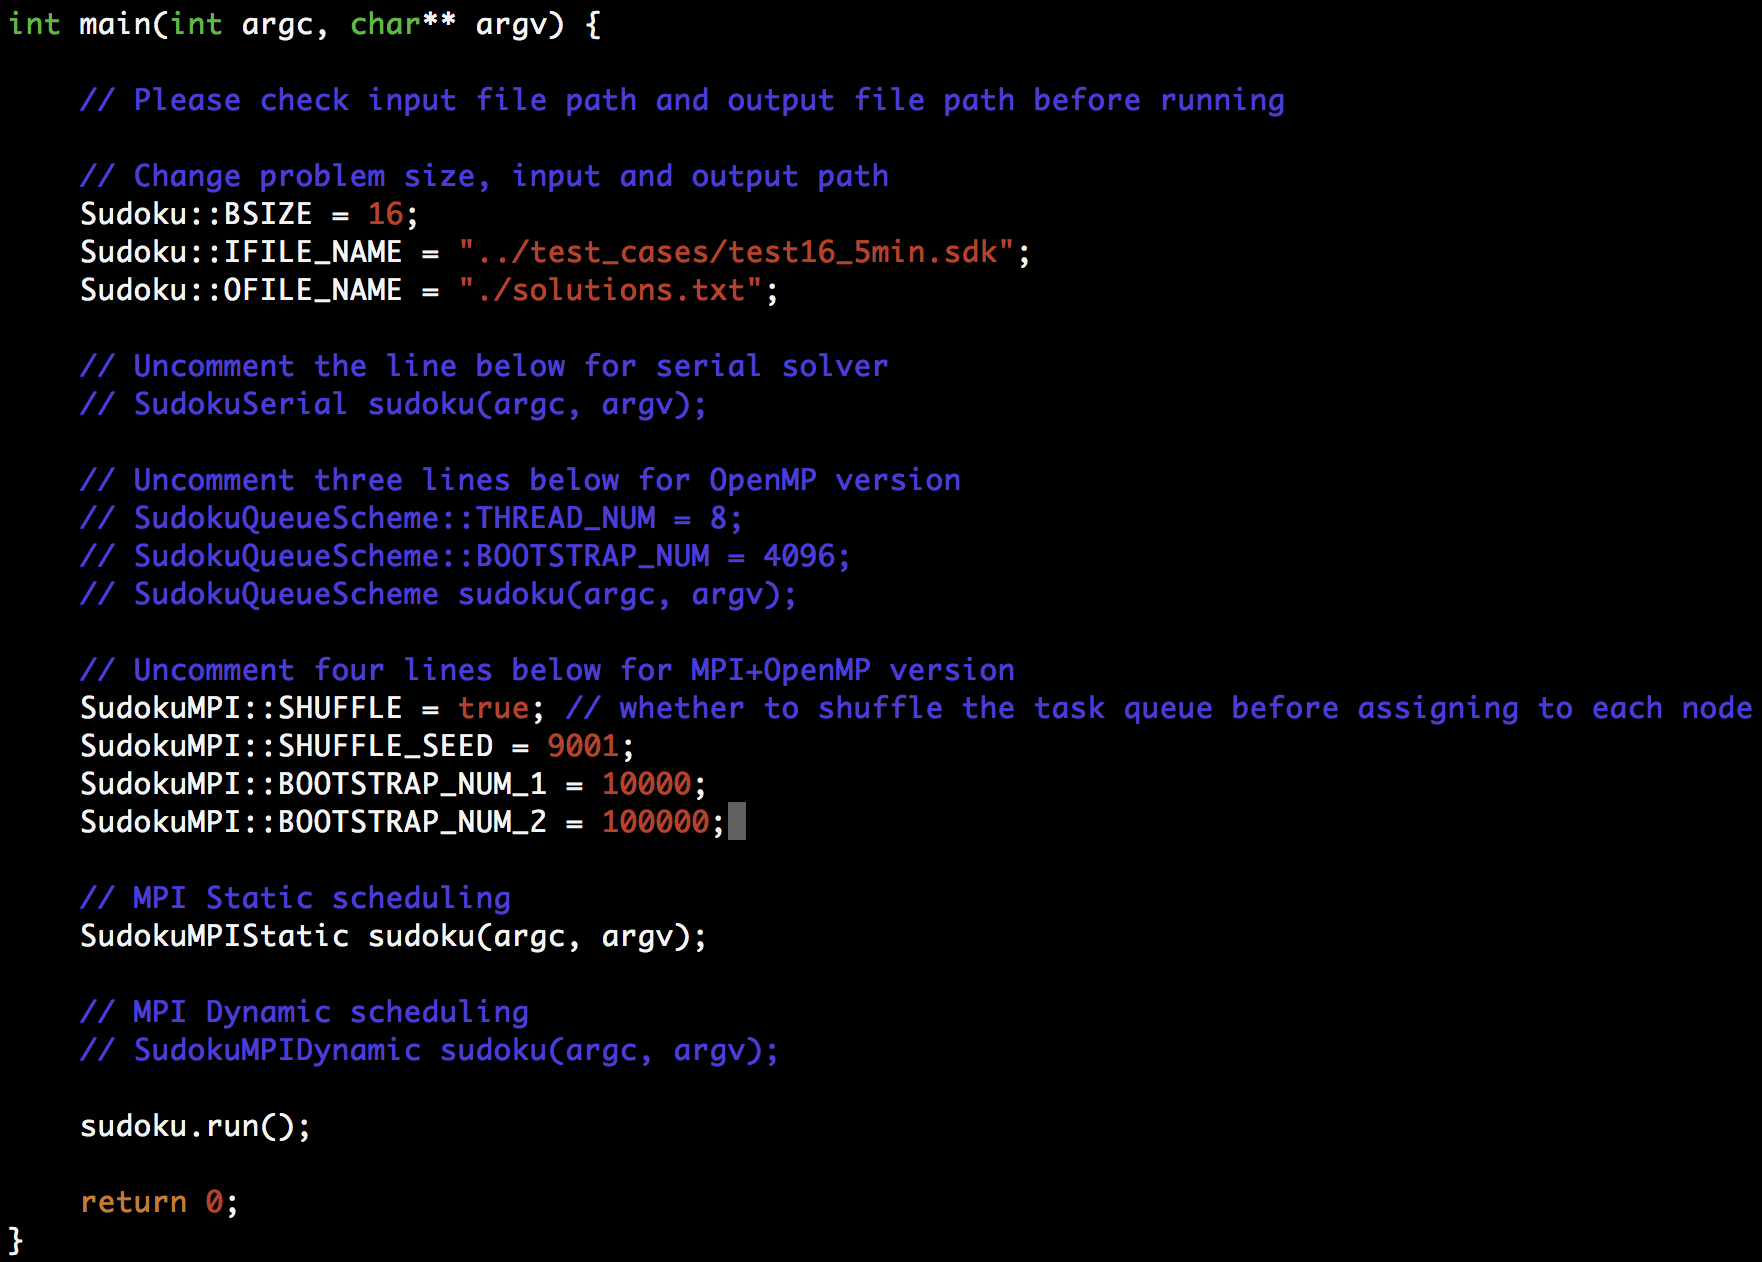 int main(int argc, char** argv) {
// Please check input file path and output file path before running
// Change problem size, input and output path
Sudoku::BSIZE = 16;
Sudoku::IFILE_NAME = "../test_cases/test16_5min.sdk";
Sudoku::OFILE_NAME = "./solutions.txt";
// Uncomment the line below for serial solver
// SudokuSerial sudoku(argc, argv);
// Uncomment three lines below for OpenMP version
// SudokuQueueScheme::THREAD_NUM = 8;
// SudokuQueueScheme::BOOTSTRAP_NUM = 4096;
// SudokuQueueScheme sudoku(argc, argv);
// Uncomment four lines below for MPI+OpenMP version
SudokuMPI::SHUFFLE = true; // whether to shuffle the task queue before assigning to each node
SudokuMPI::SHUFFLE_SEED = 9001;
SudokuMPI::BOOTSTRAP_NUM_1 = 10000;
SudokuMPI::BOOTSTRAP_NUM_2 = 100000;
// MPI Static scheduling
SudokuMPIStatic sudoku(argc, argv);
// MPI Dynamic scheduling
// SudokuMPIDynamic sudoku(argc, argv);
sudoku.run();
return 0;
}